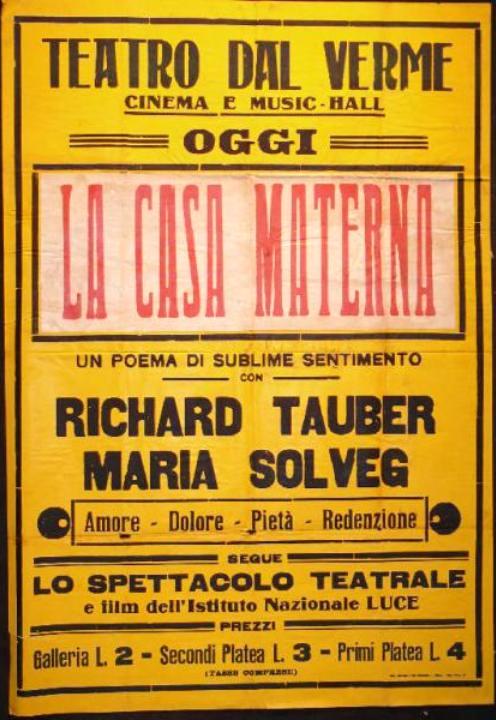 TEATRO DAL VERME
CINEMA E MUSIC-HALL
OGGI
LA CASA MATERNA
UN POEMA DI SUBLIME SENTIMENTO
CON
RICHARD TAUBER
MARIA SOLVEG
Amore - Dolore - Pietà - Redenzione
SEGUE
LO SPETTACOLO TEATRALE
e film dell'Istituto Nazionale LUCE
PREZZI
Galleria L. 2 - Secondi Platea L. 3 - Primi Platea L. 4
(TASSE COMPRESE)